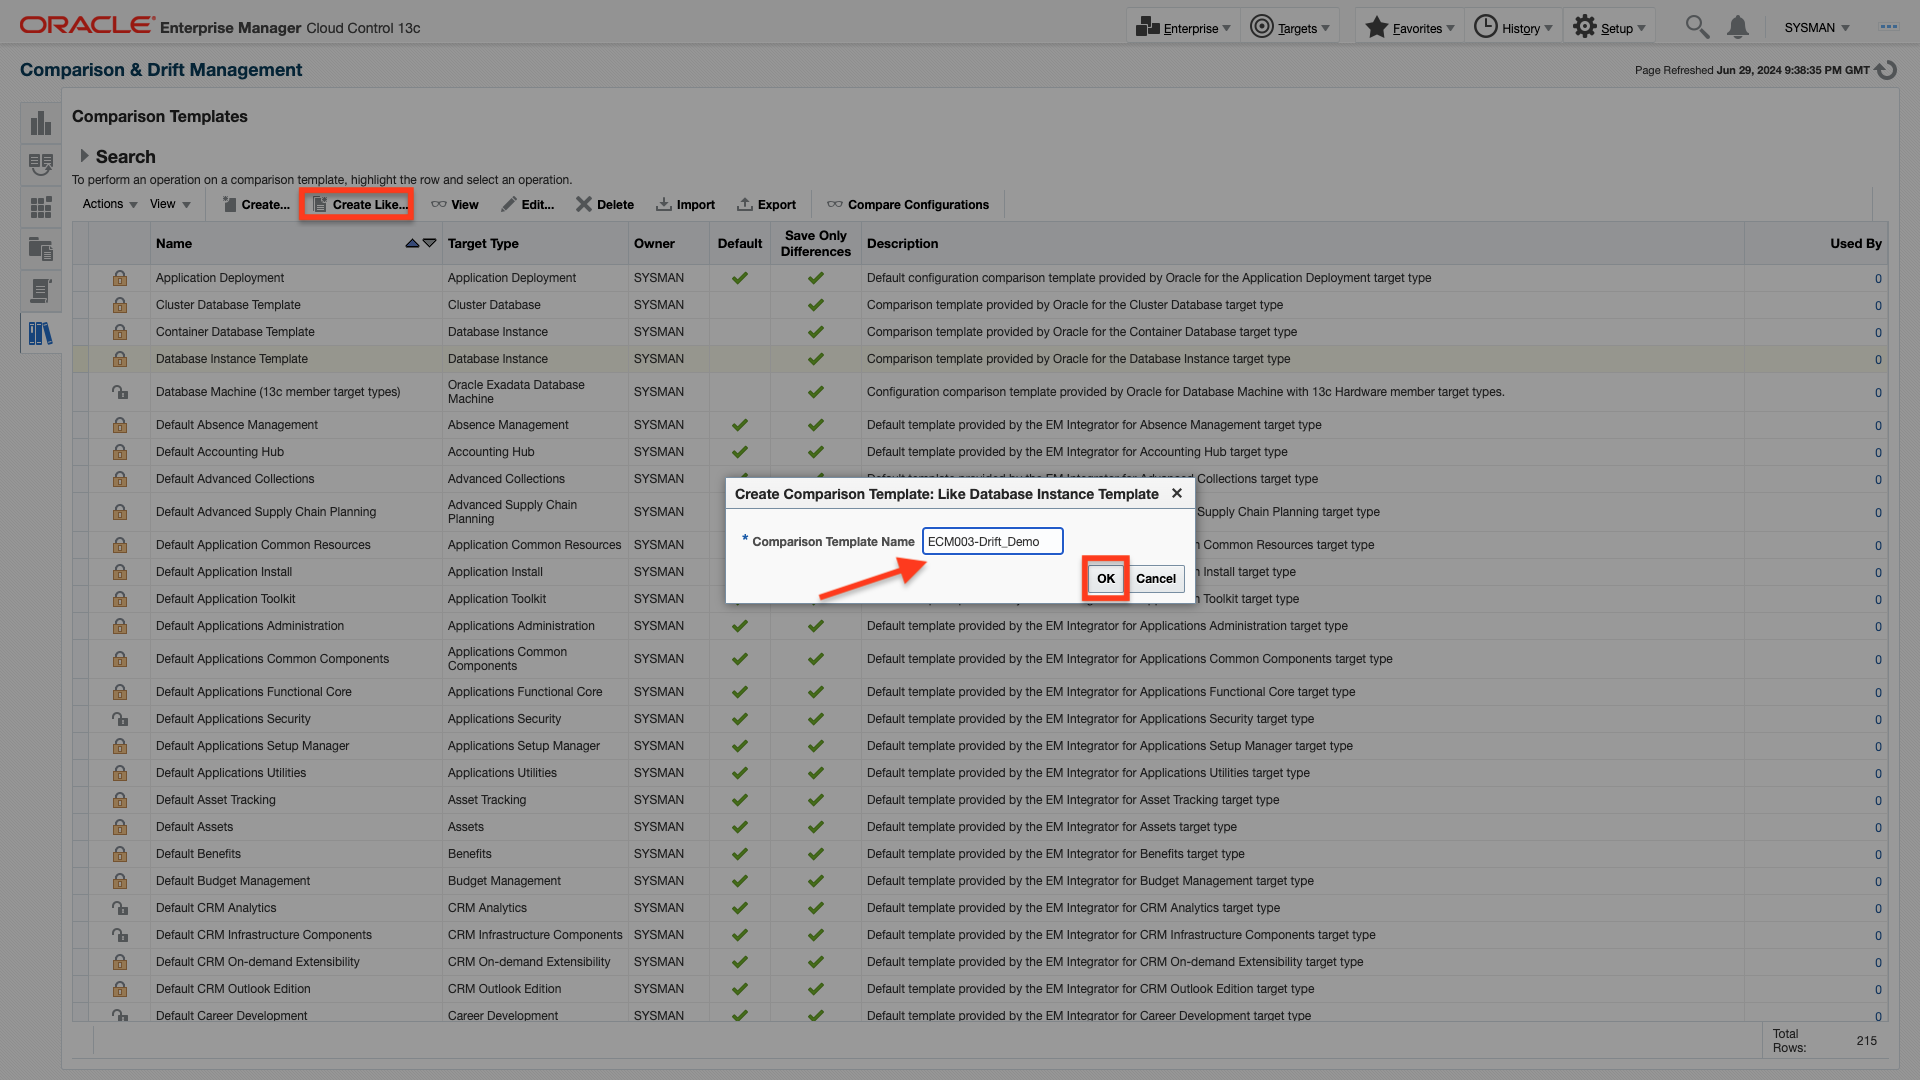 ORACLE Enterprise Manager Cloud Control 13c
Enterprise Targets Favorites History Setup SYSMAN
Comparison & Drift Management
Page Refreshed Jun 29, 2024 9:38:35 PM GMT
Comparison Templates
Search
To perform an operation on a comparison template, highlight the row and select an operation.
Actions View Create... Create Like... View Edit... Delete Import Export Compare Configurations
Name Target Type Owner Default Save Only Differences Description Used By
Application Deployment Application Deployment SYSMAN Default configuration comparison template provided by Oracle for the Application Deployment target type 0
Cluster Database Template Cluster Database SYSMAN Comparison template provided by Oracle for the Cluster Database target type 0
Container Database Template Database Instance SYSMAN Comparison template provided by Oracle for the Container Database target type 0
Database Instance Template Database Instance SYSMAN Comparison template provided by Oracle for the Database Instance target type 0
Database Machine (13c member target types) Oracle Exadata Database Machine SYSMAN Configuration comparison template provided by Oracle for Database Machine with 13c Hardware member target types. 0
Default Absence Management Absence Management SYSMAN Default template provided by the EM Integrator for Absence Management target type 0
Default Accounting Hub Accounting Hub SYSMAN Default template provided by the EM Integrator for Accounting Hub target type 0
Default Advanced Collections Advanced Collections SYSMAN Collections target type 0
Default Advanced Supply Chain Planning Advanced Supply Chain Planning SYSMAN Supply Chain Planning target type 0
Default Application Common Resources Application Common Resources SYSMAN Common Resources target type 0
Default Application Install Application Install SYSMAN Install target type 0
Default Application Toolkit Application Toolkit SYSMAN Toolkit target type 0
Create Comparison Template: Like Database Instance Template
* Comparison Template Name ECM003-Drift_Demo
OK Cancel
Default Applications Administration Applications Administration SYSMAN Default template provided by the EM Integrator for Applications Administration target type 0
Default Applications Common Components Applications Common Components SYSMAN Default template provided by the EM Integrator for Applications Common Components target type 0
Default Applications Functional Core Applications Functional Core SYSMAN Default template provided by the EM Integrator for Applications Functional Core target type 0
Default Applications Security Applications Security SYSMAN Default template provided by the EM Integrator for Applications Security target type 0
Default Applications Setup Manager Applications Setup Manager SYSMAN Default template provided by the EM Integrator for Applications Setup Manager target type 0
Default Applications Utilities Applications Utilities SYSMAN Default template provided by the EM Integrator for Applications Utilities target type 0
Default Asset Tracking Asset Tracking SYSMAN Default template provided by the EM Integrator for Asset Tracking target type 0
Default Assets Assets SYSMAN Default template provided by the EM Integrator for Assets target type 0
Default Benefits Benefits SYSMAN Default template provided by the EM Integrator for Benefits target type 0
Default Budget Management Budget Management SYSMAN Default template provided by the EM Integrator for Budget Management target type 0
Default CRM Analytics CRM Analytics SYSMAN Default template provided by the EM Integrator for CRM Analytics target type 0
Default CRM Infrastructure Components CRM Infrastructure Components SYSMAN Default template provided by the EM Integrator for CRM Infrastructure Components target type 0
Default CRM On-demand Extensibility CRM On-demand Extensibility SYSMAN Default template provided by the EM Integrator for CRM On-demand Extensibility target type 0
Default CRM Outlook Edition CRM Outlook Edition SYSMAN Default template provided by the EM Integrator for CRM Outlook Edition target type 0
Default Career Development Career Development SYSMAN Default template provided by the EM Integrator for Career Development target type 0
Total Rows: 215